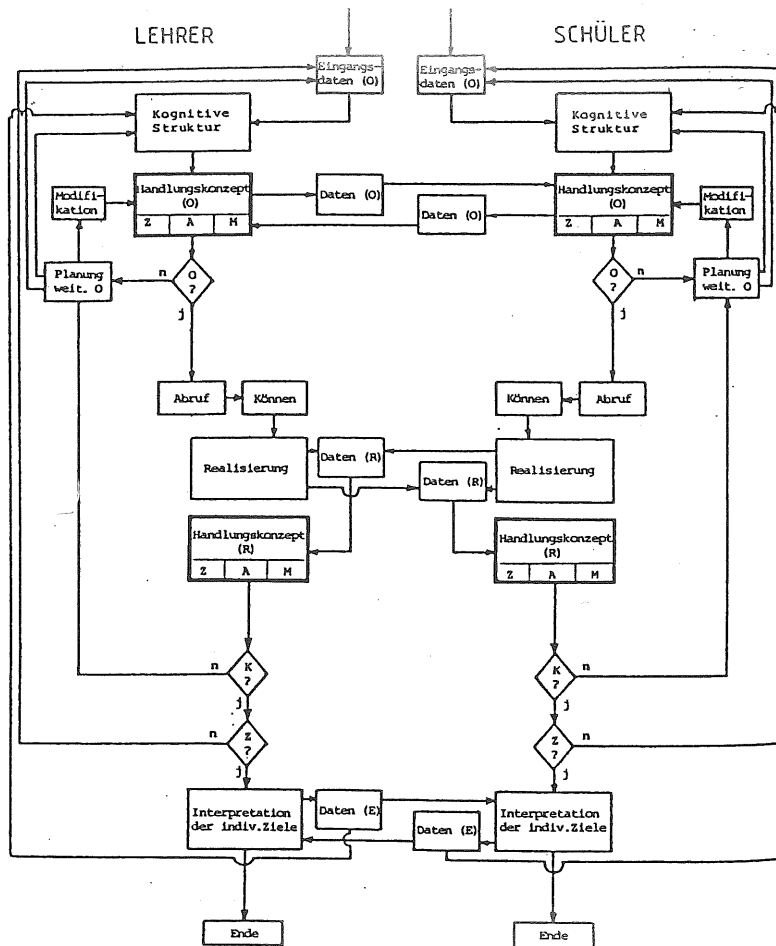 LEHRER
SCHÜLER
Eingangs-
daten (O)
Eingangs-
daten (O)
Kognitive
Struktur
Kognitive
Struktur
Modifi-
kation
Handlungskonzept
(O)
Z A M
Daten (O)
Daten (O)
Handlungskonzept
(O)
Z A M
Modifi-
kation
Planung
weit. O
n
O
?
j
O
?
n
j
Planung
weit. O
Abruf
Können
Können
Abruf
Realisierung
Daten (R)
Daten (R)
Realisierung
Handlungskonzept
(R)
Z A M
Handlungskonzept
(R)
Z A M
n
K
?
j
K
?
n
j
n
Z
?
j
Z
?
n
j
Interpretation
der indiv.Ziele
Daten (E)
Daten (E)
Interpretation
der indiv.Ziele
Ende
Ende